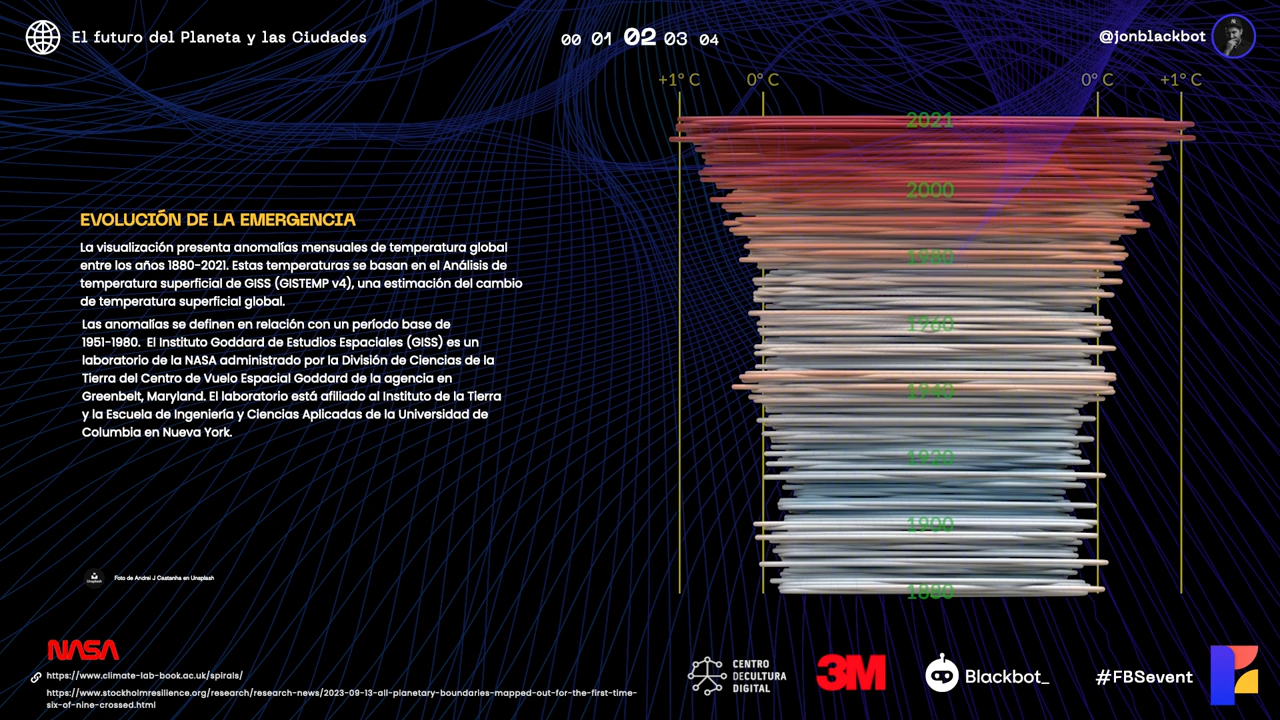 El futuro del Planeta y las Ciudades
00 01 02 03 04
@jonblackbot
+1° C 0° C 0° C +1° C
2021
2000
1980
1960
1940
1920
1900
1880
EVOLUCIÓN DE LA EMERGENCIA
La visualización presenta anomalías mensuales de temperatura global
entre los años 1880-2021. Estas temperaturas se basan en el Análisis de
temperatura superficial de GISS (GISTEMP v4), una estimación del cambio
de temperatura superficial global.
Las anomalías se definen en relación con un período base de
1951-1980. El Instituto Goddard de Estudios Espaciales (GISS) es un
laboratorio de la NASA administrado por la División de Ciencias de la
Tierra del Centro de Vuelo Espacial Goddard de la agencia en
Greenbelt, Maryland. El laboratorio está afiliado al Instituto de la Tierra
y la Escuela de Ingeniería y Ciencias Aplicadas de la Universidad de
Columbia en Nueva York.
Unsplash
Foto de Andrei J Castanha en Unsplash
NASA
https://www.climate-lab-book.ac.uk/spirals/
https://www.stockholmresilience.org/research/research-news/2023-09-13-all-planetary-boundaries-mapped-out-for-the-first-time-
six-of-nine-crossed.html
CENTRO
DECULTURA
DIGITAL
3M
Blackbot_
#FBSevent